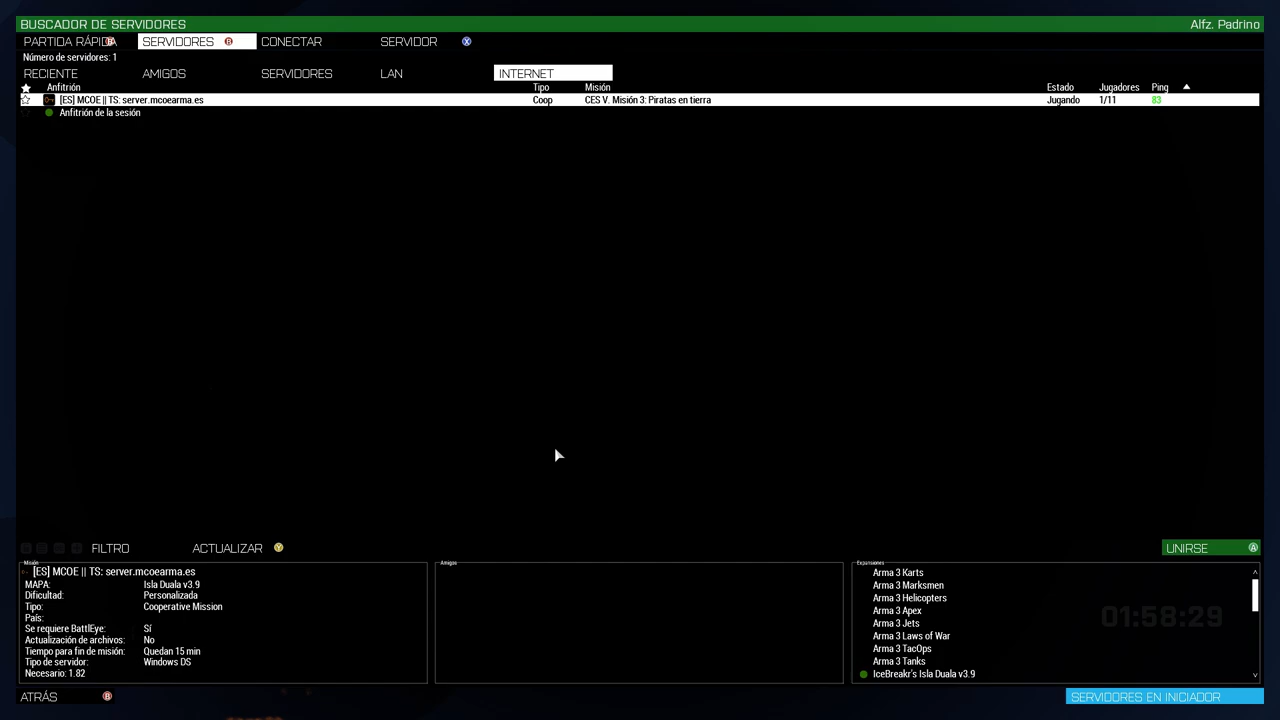 BUSCADOR DE SERVIDORES
Alfz. Padrino
PARTIDA RÁPIDA B SERVIDORES B CONECTAR SERVIDOR X
Número de servidores: 1
RECIENTE AMIGOS SERVIDORES LAN INTERNET
Anfitrión Tipo Misión Estado Jugadores Ping
[ES] MCOE || TS: server.mcoearma.es Coop CES V. Misión 3: Piratas en tierra Jugando 1/11 83
Anfitrión de la sesión
FILTRO ACTUALIZAR Y UNIRSE A
Misión
[ES] MCOE || TS: server.mcoearma.es
MAPA: Isla Duala v3.9
Dificultad: Personalizada
Tipo: Cooperative Mission
País:
Se requiere BattlEye: Sí
Actualización de archivos: No
Tiempo para fin de misión: Quedan 15 min
Tipo de servidor: Windows DS
Necesario: 1.82
Amigos
Expansiones
Arma 3 Karts
Arma 3 Marksmen
Arma 3 Helicopters
Arma 3 Apex
Arma 3 Jets
Arma 3 Laws of War
Arma 3 TacOps
Arma 3 Tanks
IceBreakr's Isla Duala v3.9
01:58:29
ATRÁS B
SERVIDORES EN INICIADOR